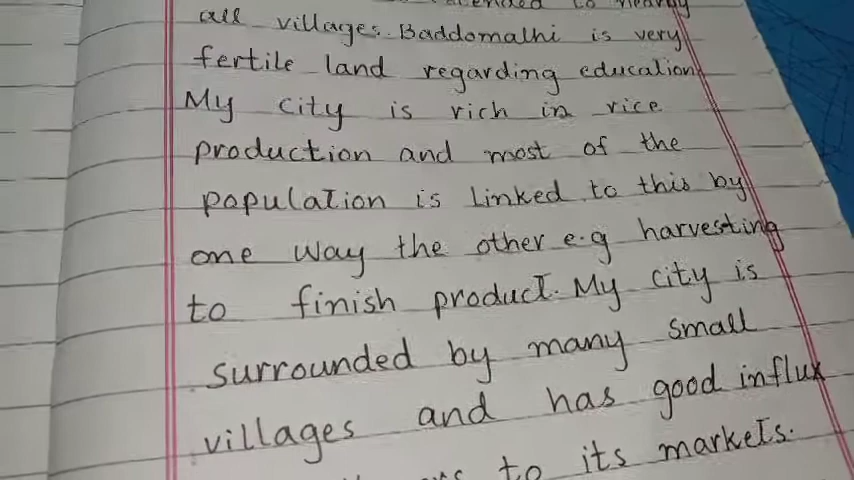 to nearby
all villages. Baddomalhi is very
fertile land regarding education
My city is rich in rice
production and most of the
population is linked to this by
one way the other e.g harvesting
to finish product. My city is
surrounded by many small
villages and has good influx
to its markets.